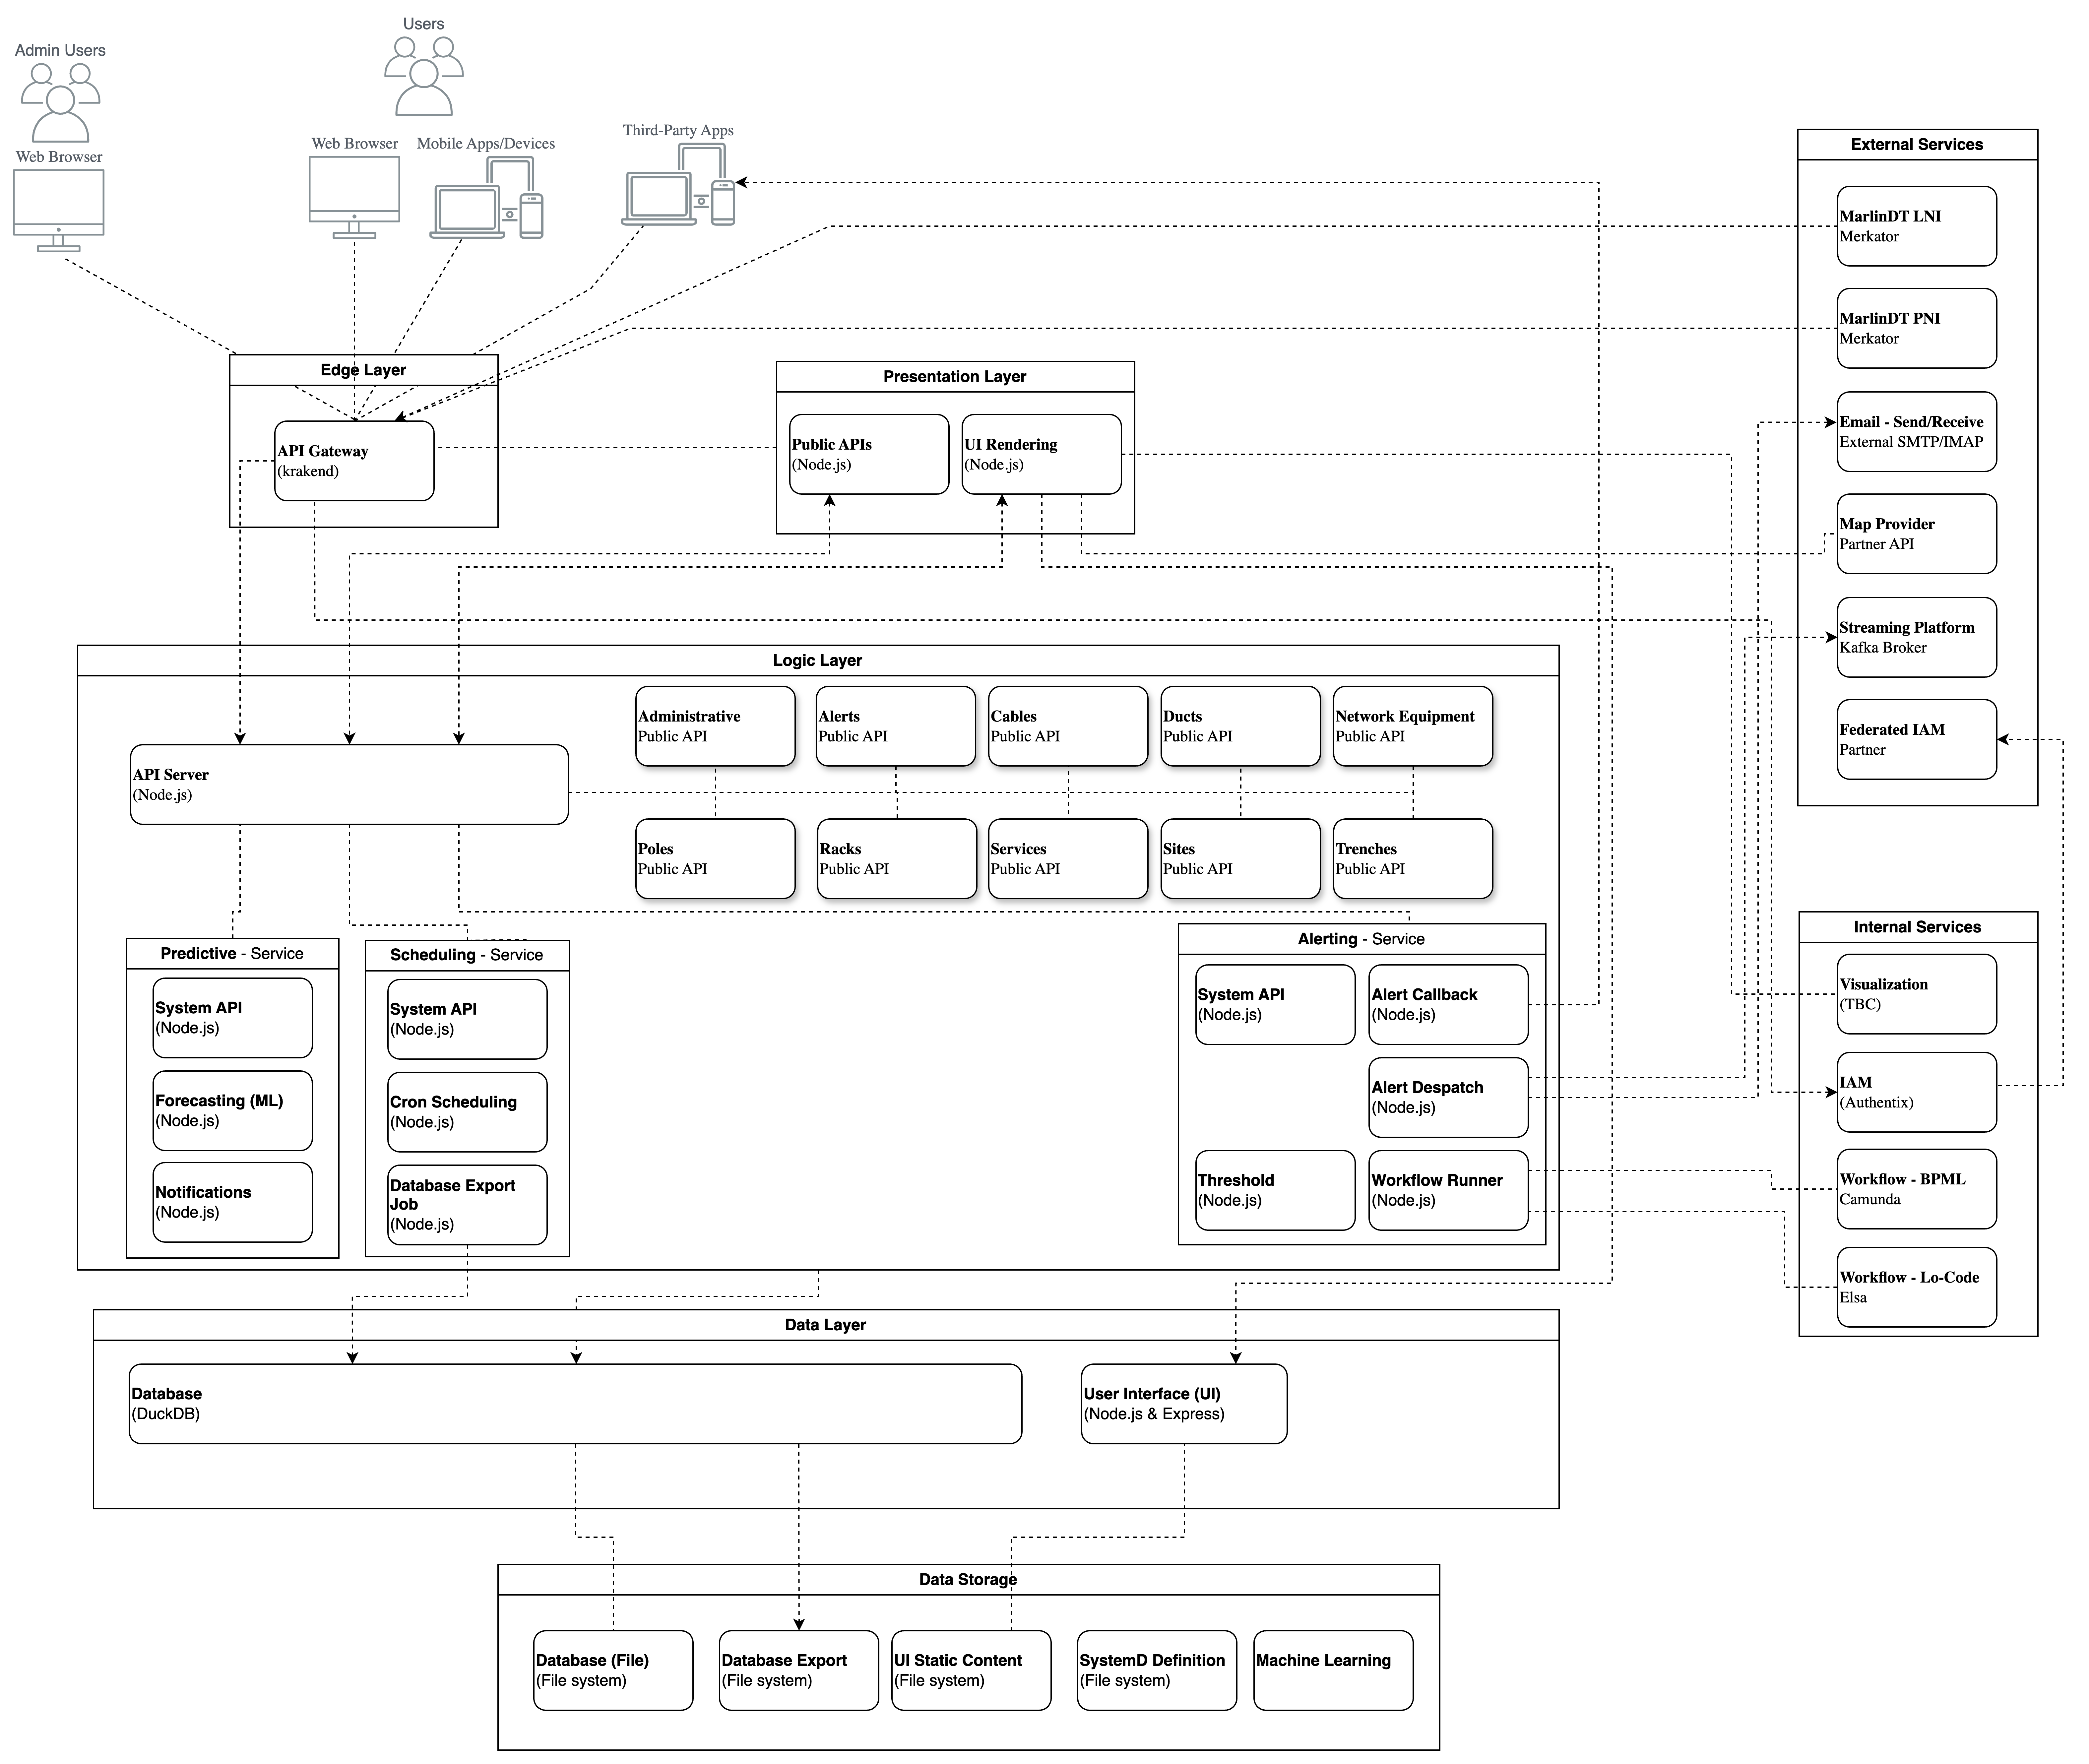 Users
Admin Users
Web Browser
Web Browser
Mobile Apps/Devices
Third-Party Apps
External Services
MarlinDT LNI
Merkator
MarlinDT PNI
Merkator
Email - Send/Receive
External SMTP/IMAP
Map Provider
Partner API
Streaming Platform
Kafka Broker
Federated IAM
Partner
Edge Layer
API Gateway
(krakend)
Presentation Layer
Public APIs
(Node.js)
UI Rendering
(Node.js)
Logic Layer
API Server
(Node.js)
Administrative
Public API
Alerts
Public API
Cables
Public API
Ducts
Public API
Network Equipment
Public API
Poles
Public API
Racks
Public API
Services
Public API
Sites
Public API
Trenches
Public API
Predictive - Service
System API
(Node.js)
Forecasting (ML)
(Node.js)
Notifications
(Node.js)
Scheduling - Service
System API
(Node.js)
Cron Scheduling
(Node.js)
Database Export
Job
(Node.js)
Alerting - Service
System API
(Node.js)
Alert Callback
(Node.js)
Alert Despatch
(Node.js)
Threshold
(Node.js)
Workflow Runner
(Node.js)
Internal Services
Visualization
(TBC)
IAM
(Authentix)
Workflow - BPML
Camunda
Workflow - Lo-Code
Elsa
Data Layer
Database
(DuckDB)
User Interface (UI)
(Node.js & Express)
Data Storage
Database (File)
(File system)
Database Export
(File system)
UI Static Content
(File system)
SystemD Definition
(File system)
Machine Learning